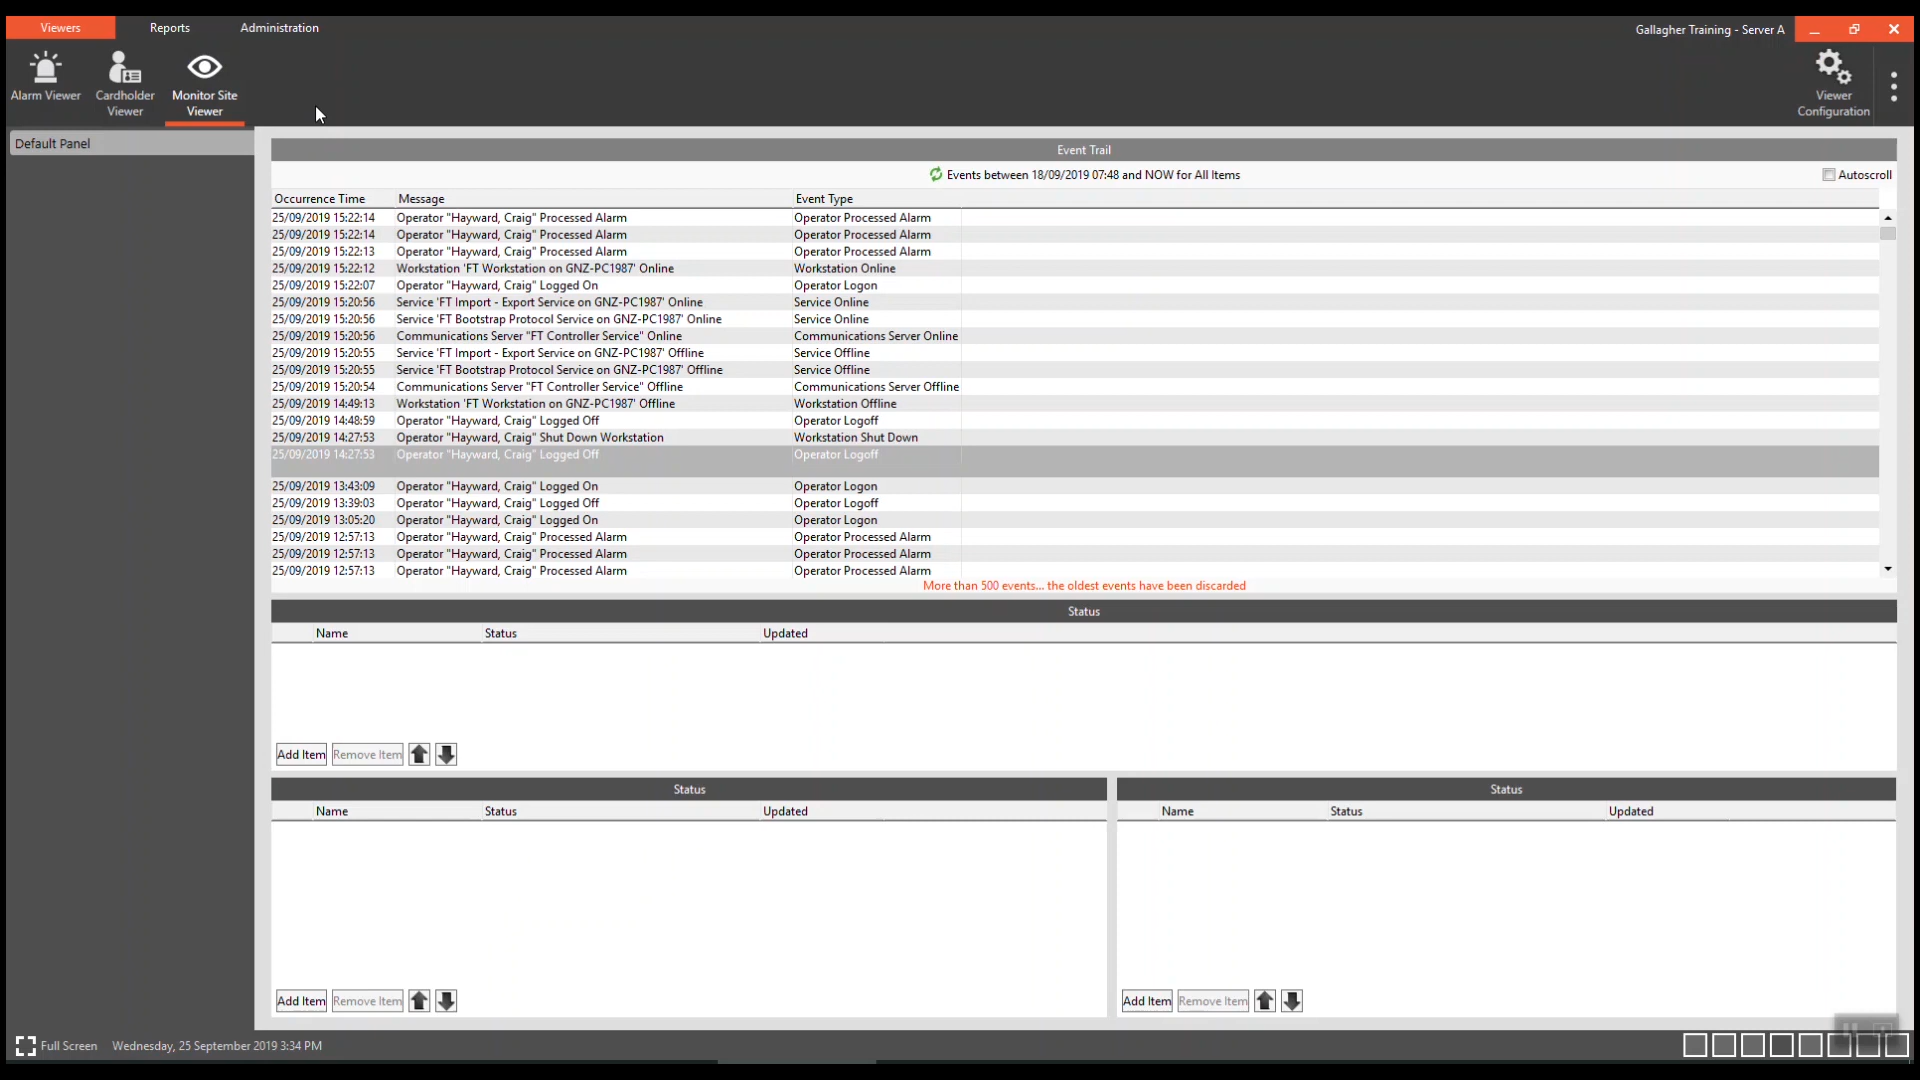 Viewers Reports Administration Gallagher Training - Server A
Alarm Viewer Cardholder Viewer Monitor Site Viewer Viewer Configuration
Default Panel
Event Trail
Events between 18/09/2019 07:48 and NOW for All Items Autoscroll
Occurrence Time Message Event Type
25/09/2019 15:22:14 Operator "Hayward, Craig" Processed Alarm Operator Processed Alarm
25/09/2019 15:22:14 Operator "Hayward, Craig" Processed Alarm Operator Processed Alarm
25/09/2019 15:22:13 Operator "Hayward, Craig" Processed Alarm Operator Processed Alarm
25/09/2019 15:22:12 Workstation 'FT Workstation on GNZ-PC1987' Online Workstation Online
25/09/2019 15:22:07 Operator "Hayward, Craig" Logged On Operator Logon
25/09/2019 15:20:56 Service 'FT Import - Export Service on GNZ-PC1987' Online Service Online
25/09/2019 15:20:56 Service 'FT Bootstrap Protocol Service on GNZ-PC1987' Online Service Online
25/09/2019 15:20:56 Communications Server "FT Controller Service" Online Communications Server Online
25/09/2019 15:20:55 Service 'FT Import - Export Service on GNZ-PC1987' Offline Service Offline
25/09/2019 15:20:55 Service 'FT Bootstrap Protocol Service on GNZ-PC1987' Offline Service Offline
25/09/2019 15:20:54 Communications Server "FT Controller Service" Offline Communications Server Offline
25/09/2019 14:49:13 Workstation 'FT Workstation on GNZ-PC1987' Offline Workstation Offline
25/09/2019 14:48:59 Operator "Hayward, Craig" Logged Off Operator Logoff
25/09/2019 14:27:53 Operator "Hayward, Craig" Shut Down Workstation Workstation Shut Down
25/09/2019 14:27:53 Operator "Hayward, Craig" Logged Off Operator Logoff
25/09/2019 13:43:09 Operator "Hayward, Craig" Logged On Operator Logon
25/09/2019 13:39:03 Operator "Hayward, Craig" Logged Off Operator Logoff
25/09/2019 13:05:20 Operator "Hayward, Craig" Logged On Operator Logon
25/09/2019 12:57:13 Operator "Hayward, Craig" Processed Alarm Operator Processed Alarm
25/09/2019 12:57:13 Operator "Hayward, Craig" Processed Alarm Operator Processed Alarm
25/09/2019 12:57:13 Operator "Hayward, Craig" Processed Alarm Operator Processed Alarm
More than 500 events... the oldest events have been discarded
Status
Name Status Updated
Add Item Remove Item
Status Status
Name Status Updated Name Status Updated
Add Item Remove Item Add Item Remove Item
Full Screen Wednesday, 25 September 2019 3:34 PM